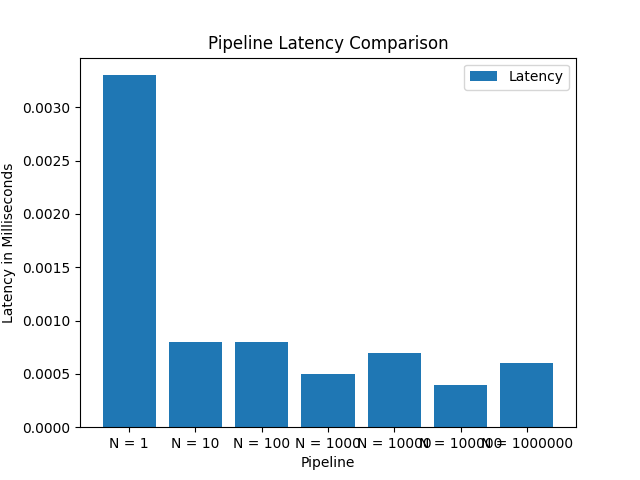 Pipeline Latency Comparison
Latency
Latency in Milliseconds
0.0030
0.0025
0.0020
0.0015
0.0010
0.0005
0.0000
N = 1 N = 10 N = 100 N = 1000 N = 10000 N = 100000 N = 1000000
Pipeline